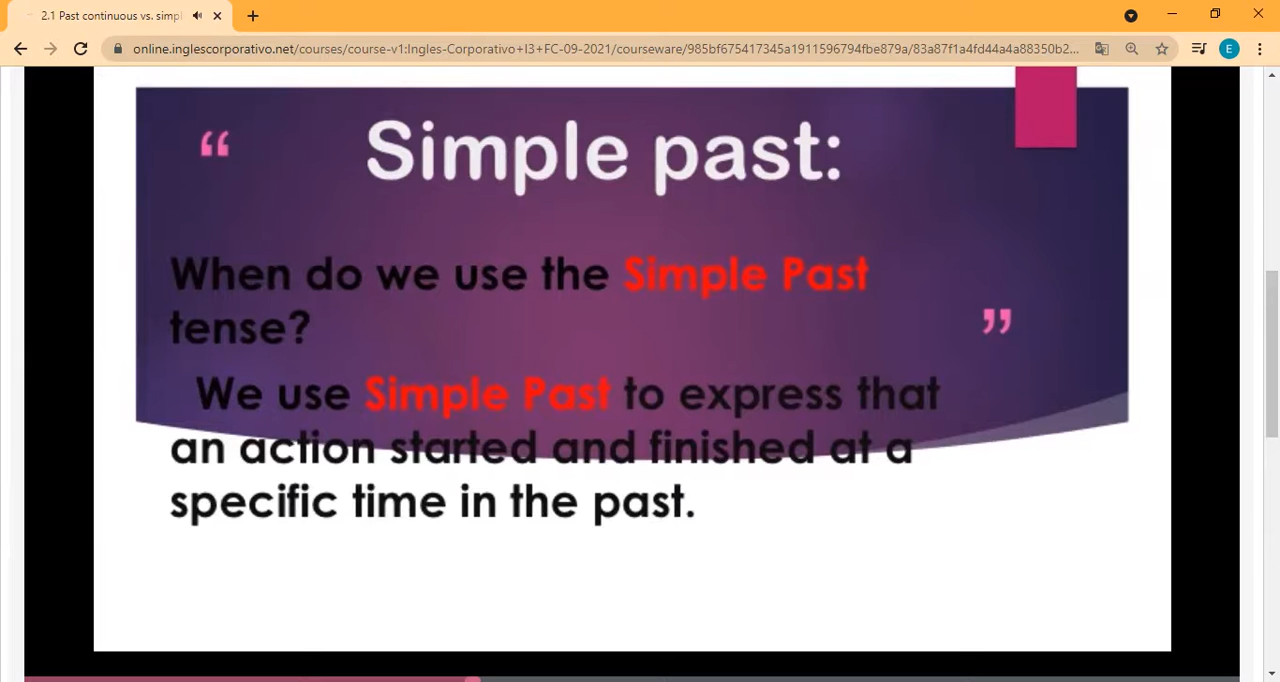 2.1 Past continuous vs. simpl
online.inglescorporativo.net/courses/course-v1:Ingles-Corporativo+I3+FC-09-2021/courseware/985bf675417345a1911596794fbe879a/83a87f1a4fd44a4a88350b2...
E
“
Simple past:
When do we use the Simple Past
tense?
”
We use Simple Past to express that
an action started and finished at a
specific time in the past.